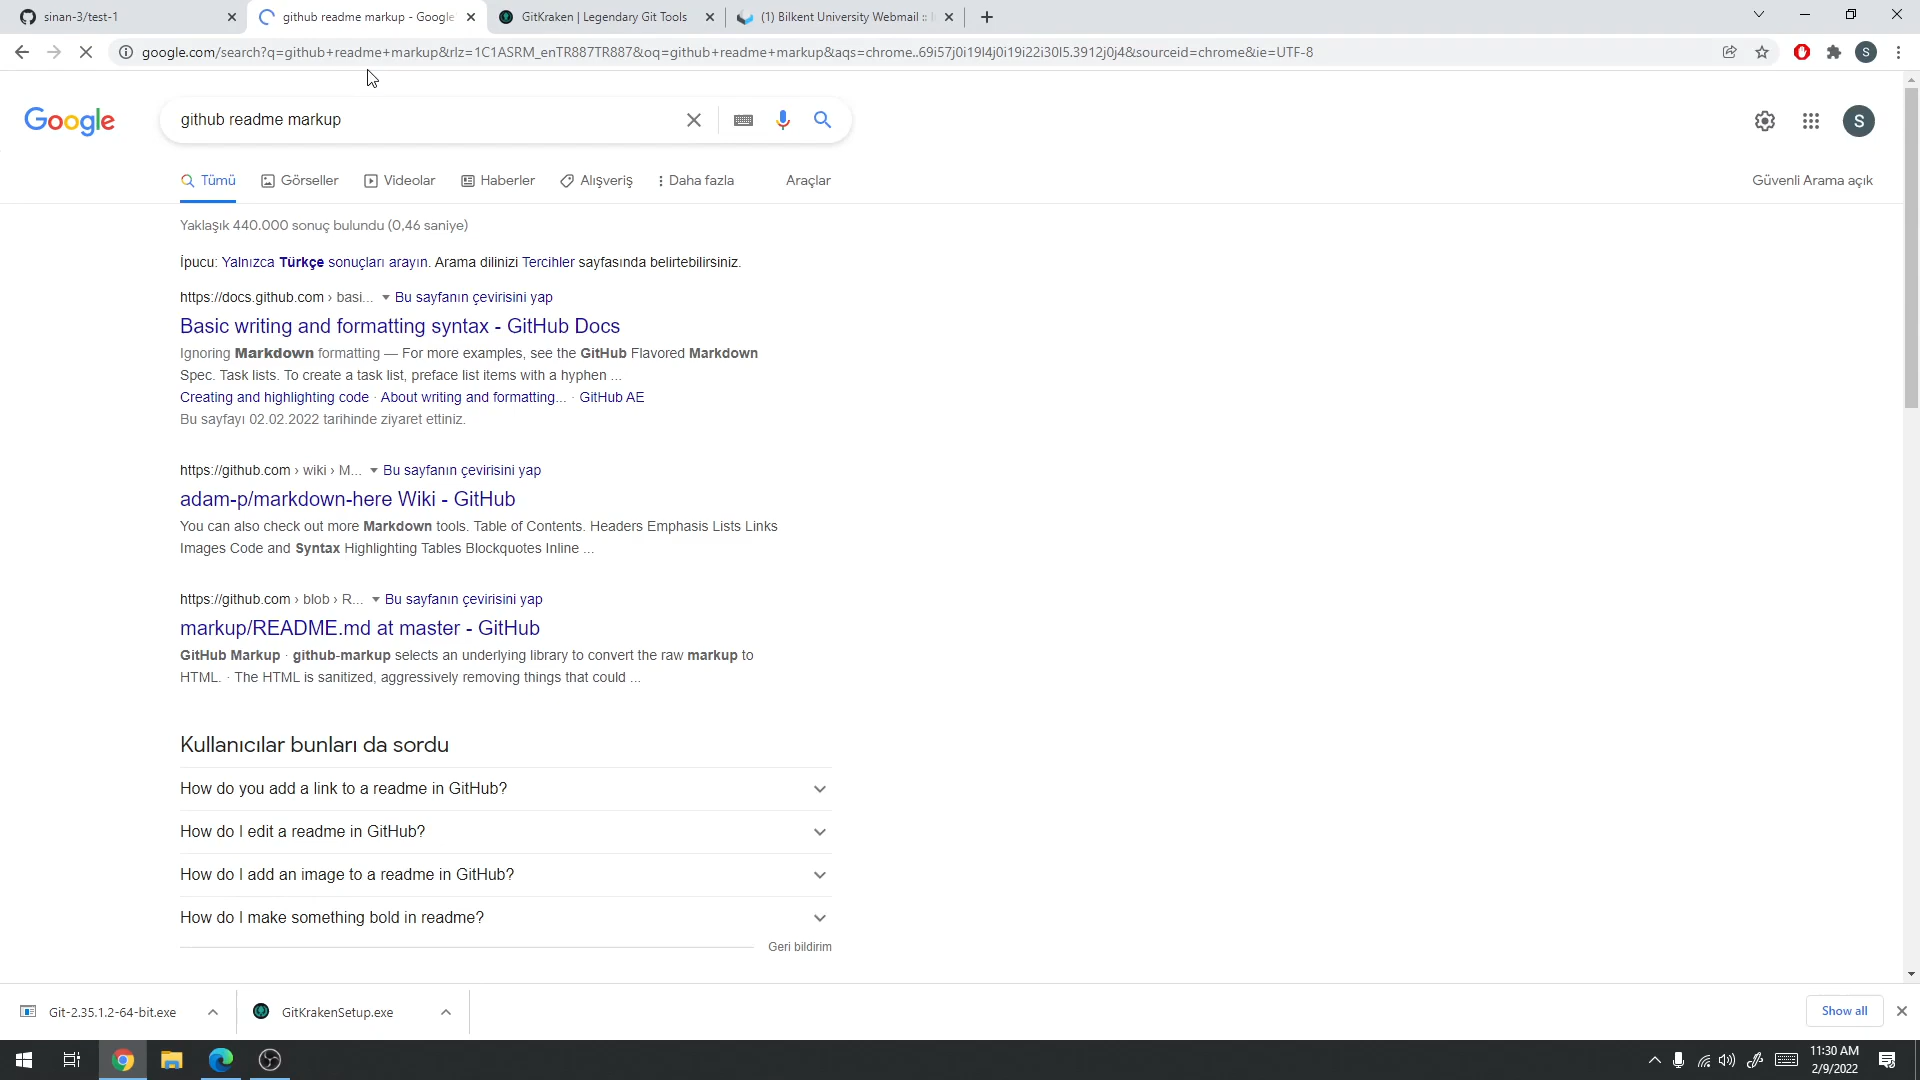 sinan-3/test-1
github readme markup - Google
GitKraken | Legendary Git Tools
(1) Bilkent University Webmail ::
google.com/search?q=github+readme+markup&rlz=1C1ASRM_enTR887TR887&oq=github+readme+markup&aqs=chrome..69i57j0i19l4j0i19i22i30l5.3912j0j4&sourceid=chrome&ie=UTF-8
S
Google
github readme markup
S
Tümü
Görseller
Videolar
Haberler
Alışveriş
Daha fazla
Araçlar
Güvenli Arama açık
Yaklaşık 440.000 sonuç bulundu (0,46 saniye)
İpucu: Yalnızca Türkçe sonuçları arayın. Arama dilinizi Tercihler sayfasında belirtebilirsiniz.
https://docs.github.com › basi... Bu sayfanın çevirisini yap
Basic writing and formatting syntax - GitHub Docs
Ignoring Markdown formatting — For more examples, see the GitHub Flavored Markdown
Spec. Task lists. To create a task list, preface list items with a hyphen ...
Creating and highlighting code · About writing and formatting... · GitHub AE
Bu sayfayı 02.02.2022 tarihinde ziyaret ettiniz.
https://github.com › wiki › M... Bu sayfanın çevirisini yap
adam-p/markdown-here Wiki - GitHub
You can also check out more Markdown tools. Table of Contents. Headers Emphasis Lists Links
Images Code and Syntax Highlighting Tables Blockquotes Inline ...
https://github.com › blob › R... Bu sayfanın çevirisini yap
markup/README.md at master - GitHub
GitHub Markup · github-markup selects an underlying library to convert the raw markup to
HTML. · The HTML is sanitized, aggressively removing things that could ...
Kullanıcılar bunları da sordu
How do you add a link to a readme in GitHub?
How do I edit a readme in GitHub?
How do I add an image to a readme in GitHub?
How do I make something bold in readme?
Geri bildirim
Git-2.35.1.2-64-bit.exe
GitKrakenSetup.exe
Show all
11:30 AM
2/9/2022